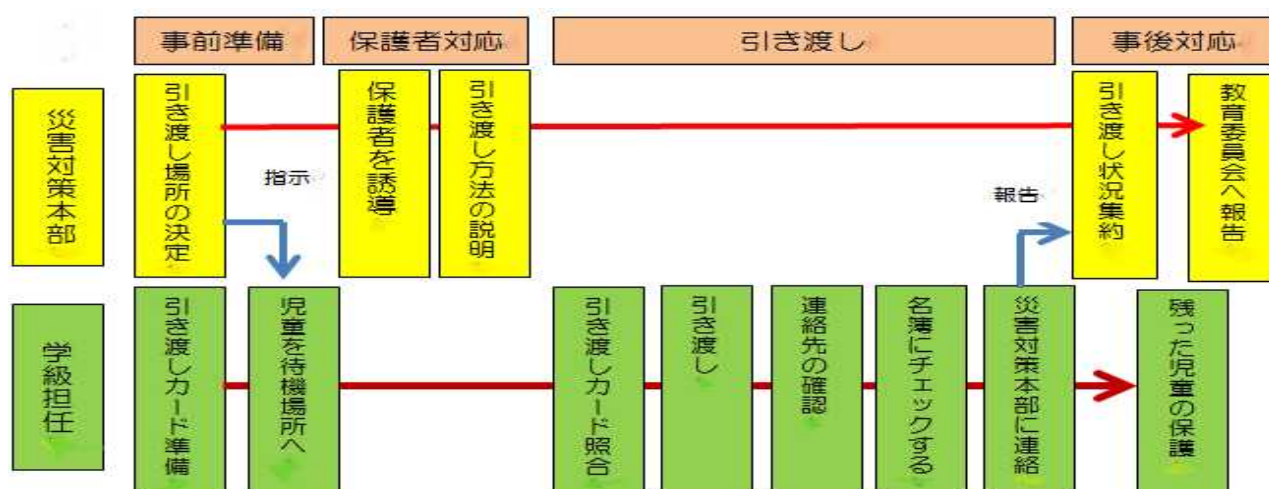 事前準備
保護者対応
引き渡し
事後対応
災害対策本部
引き渡し場所の決定
指示
保護者を誘導
引き渡し方法の説明
報告
引き渡し状況集約
教育委員会へ報告
学級担任
引き渡しカード準備
児童を待機場所へ
引き渡しカード照合
引き渡し
連絡先の確認
名簿にチェックする
災害対策本部に連絡
残った児童の保護